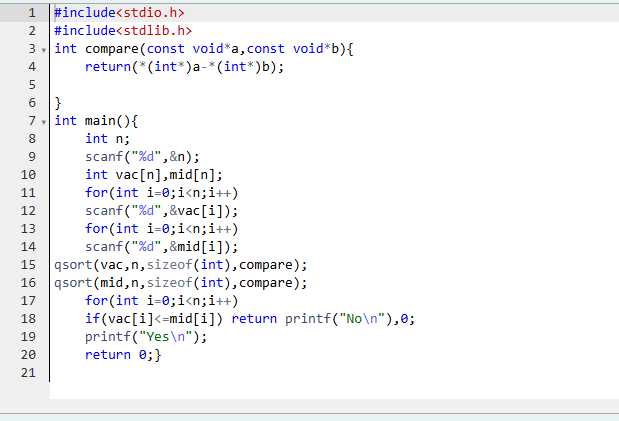 1 #include<stdio.h>
2 #include<stdlib.h>
3 int compare(const void*a,const void*b){
4     return(*(int*)a-*(int*)b);
5
6 }
7 int main(){
8     int n;
9     scanf("%d",&n);
10     int vac[n],mid[n];
11     for(int i=0;i<n;i++)
12     scanf("%d",&vac[i]);
13     for(int i=0;i<n;i++)
14     scanf("%d",&mid[i]);
15 qsort(vac,n,sizeof(int),compare);
16 qsort(mid,n,sizeof(int),compare);
17     for(int i=0;i<n;i++)
18     if(vac[i]<=mid[i]) return printf("No\n"),0;
19     printf("Yes\n");
20     return 0;}
21